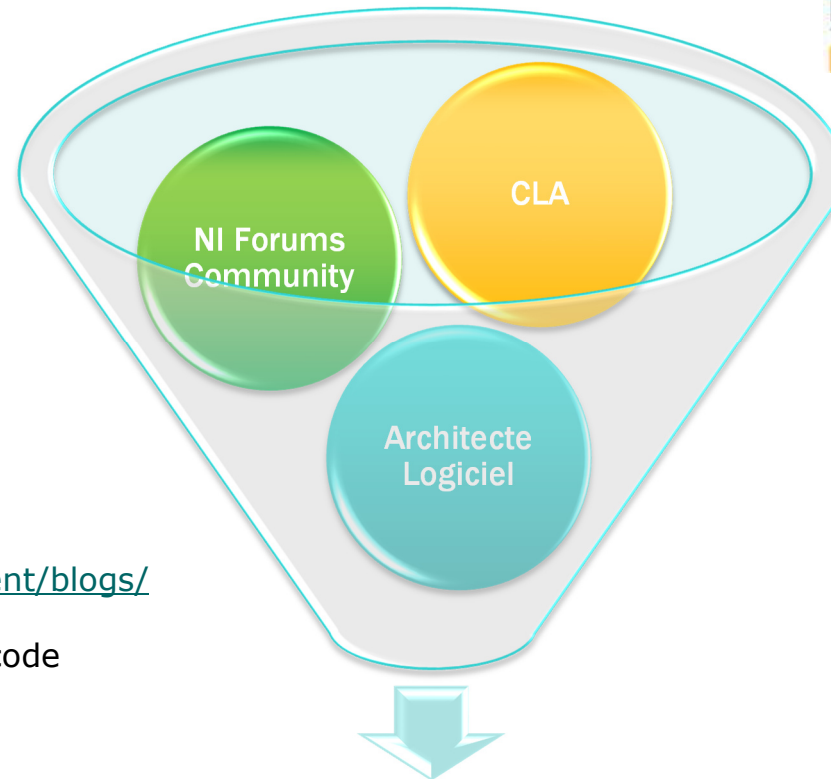 CLA
NI Forums
Community
Architecte
Logiciel
ent/blogs/
code